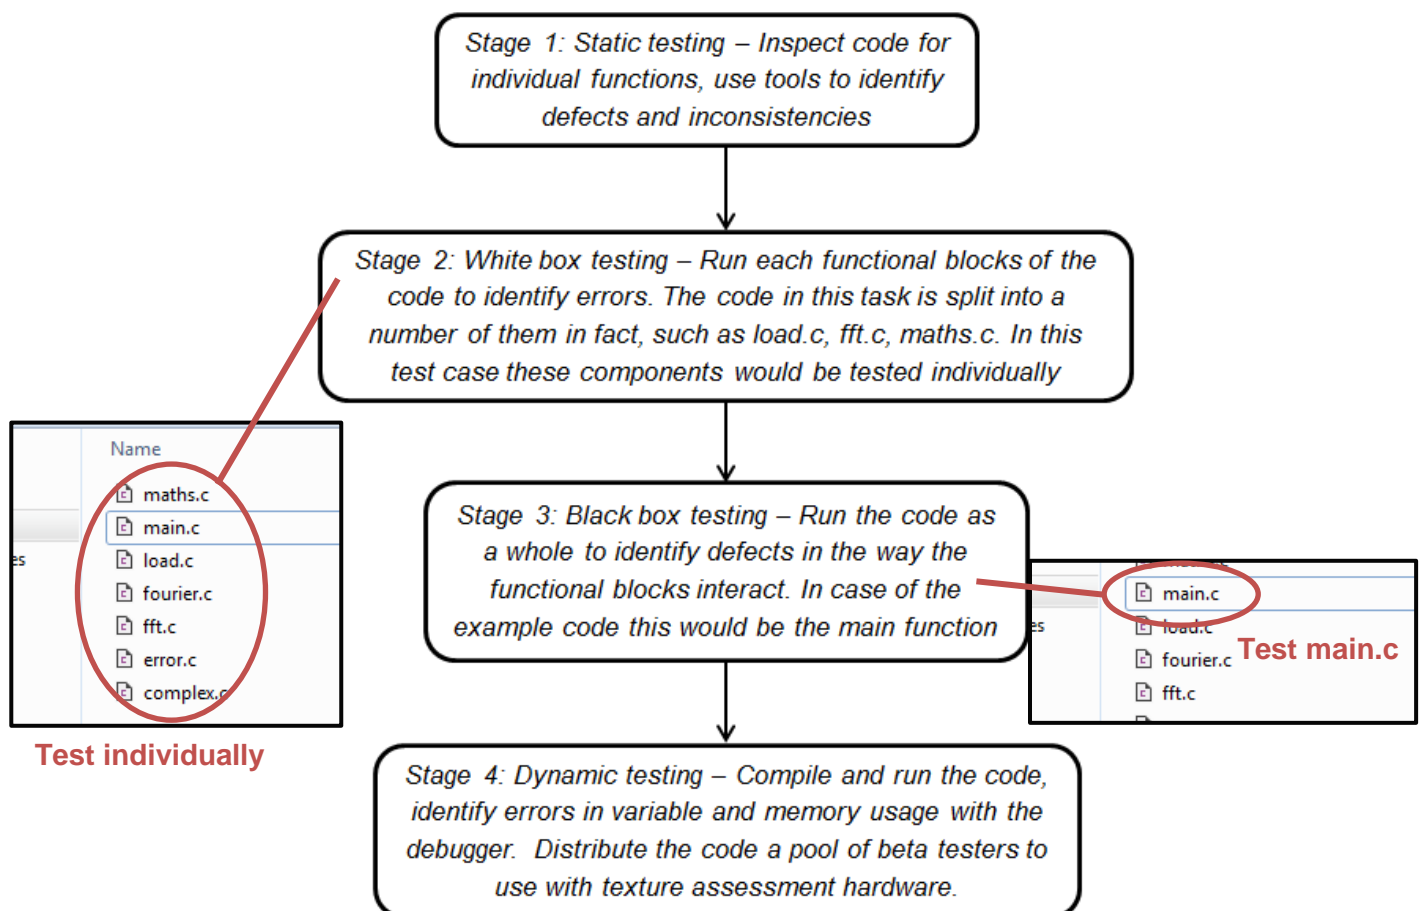 Stage 1: Static testing – Inspect code for
individual functions, use tools to identify
defects and inconsistencies
Stage 2: White box testing – Run each functional blocks of the
code to identify errors. The code in this task is split into a
number of them in fact, such as load.c, fft.c, maths.c. In this
test case these components would be tested individually
Name
maths.c
main.c
es
load.c
fourier.c
fft.c
error.c
complex.c
Test individually
Stage 3: Black box testing – Run the code as
a whole to identify defects in the way the
functional blocks interact. In case of the
example code this would be the main function
main.c
es
load.c
Test main.c
fourier.c
fft.c
Stage 4: Dynamic testing – Compile and run the code,
identify errors in variable and memory usage with the
debugger. Distribute the code a pool of beta testers to
use with texture assessment hardware.